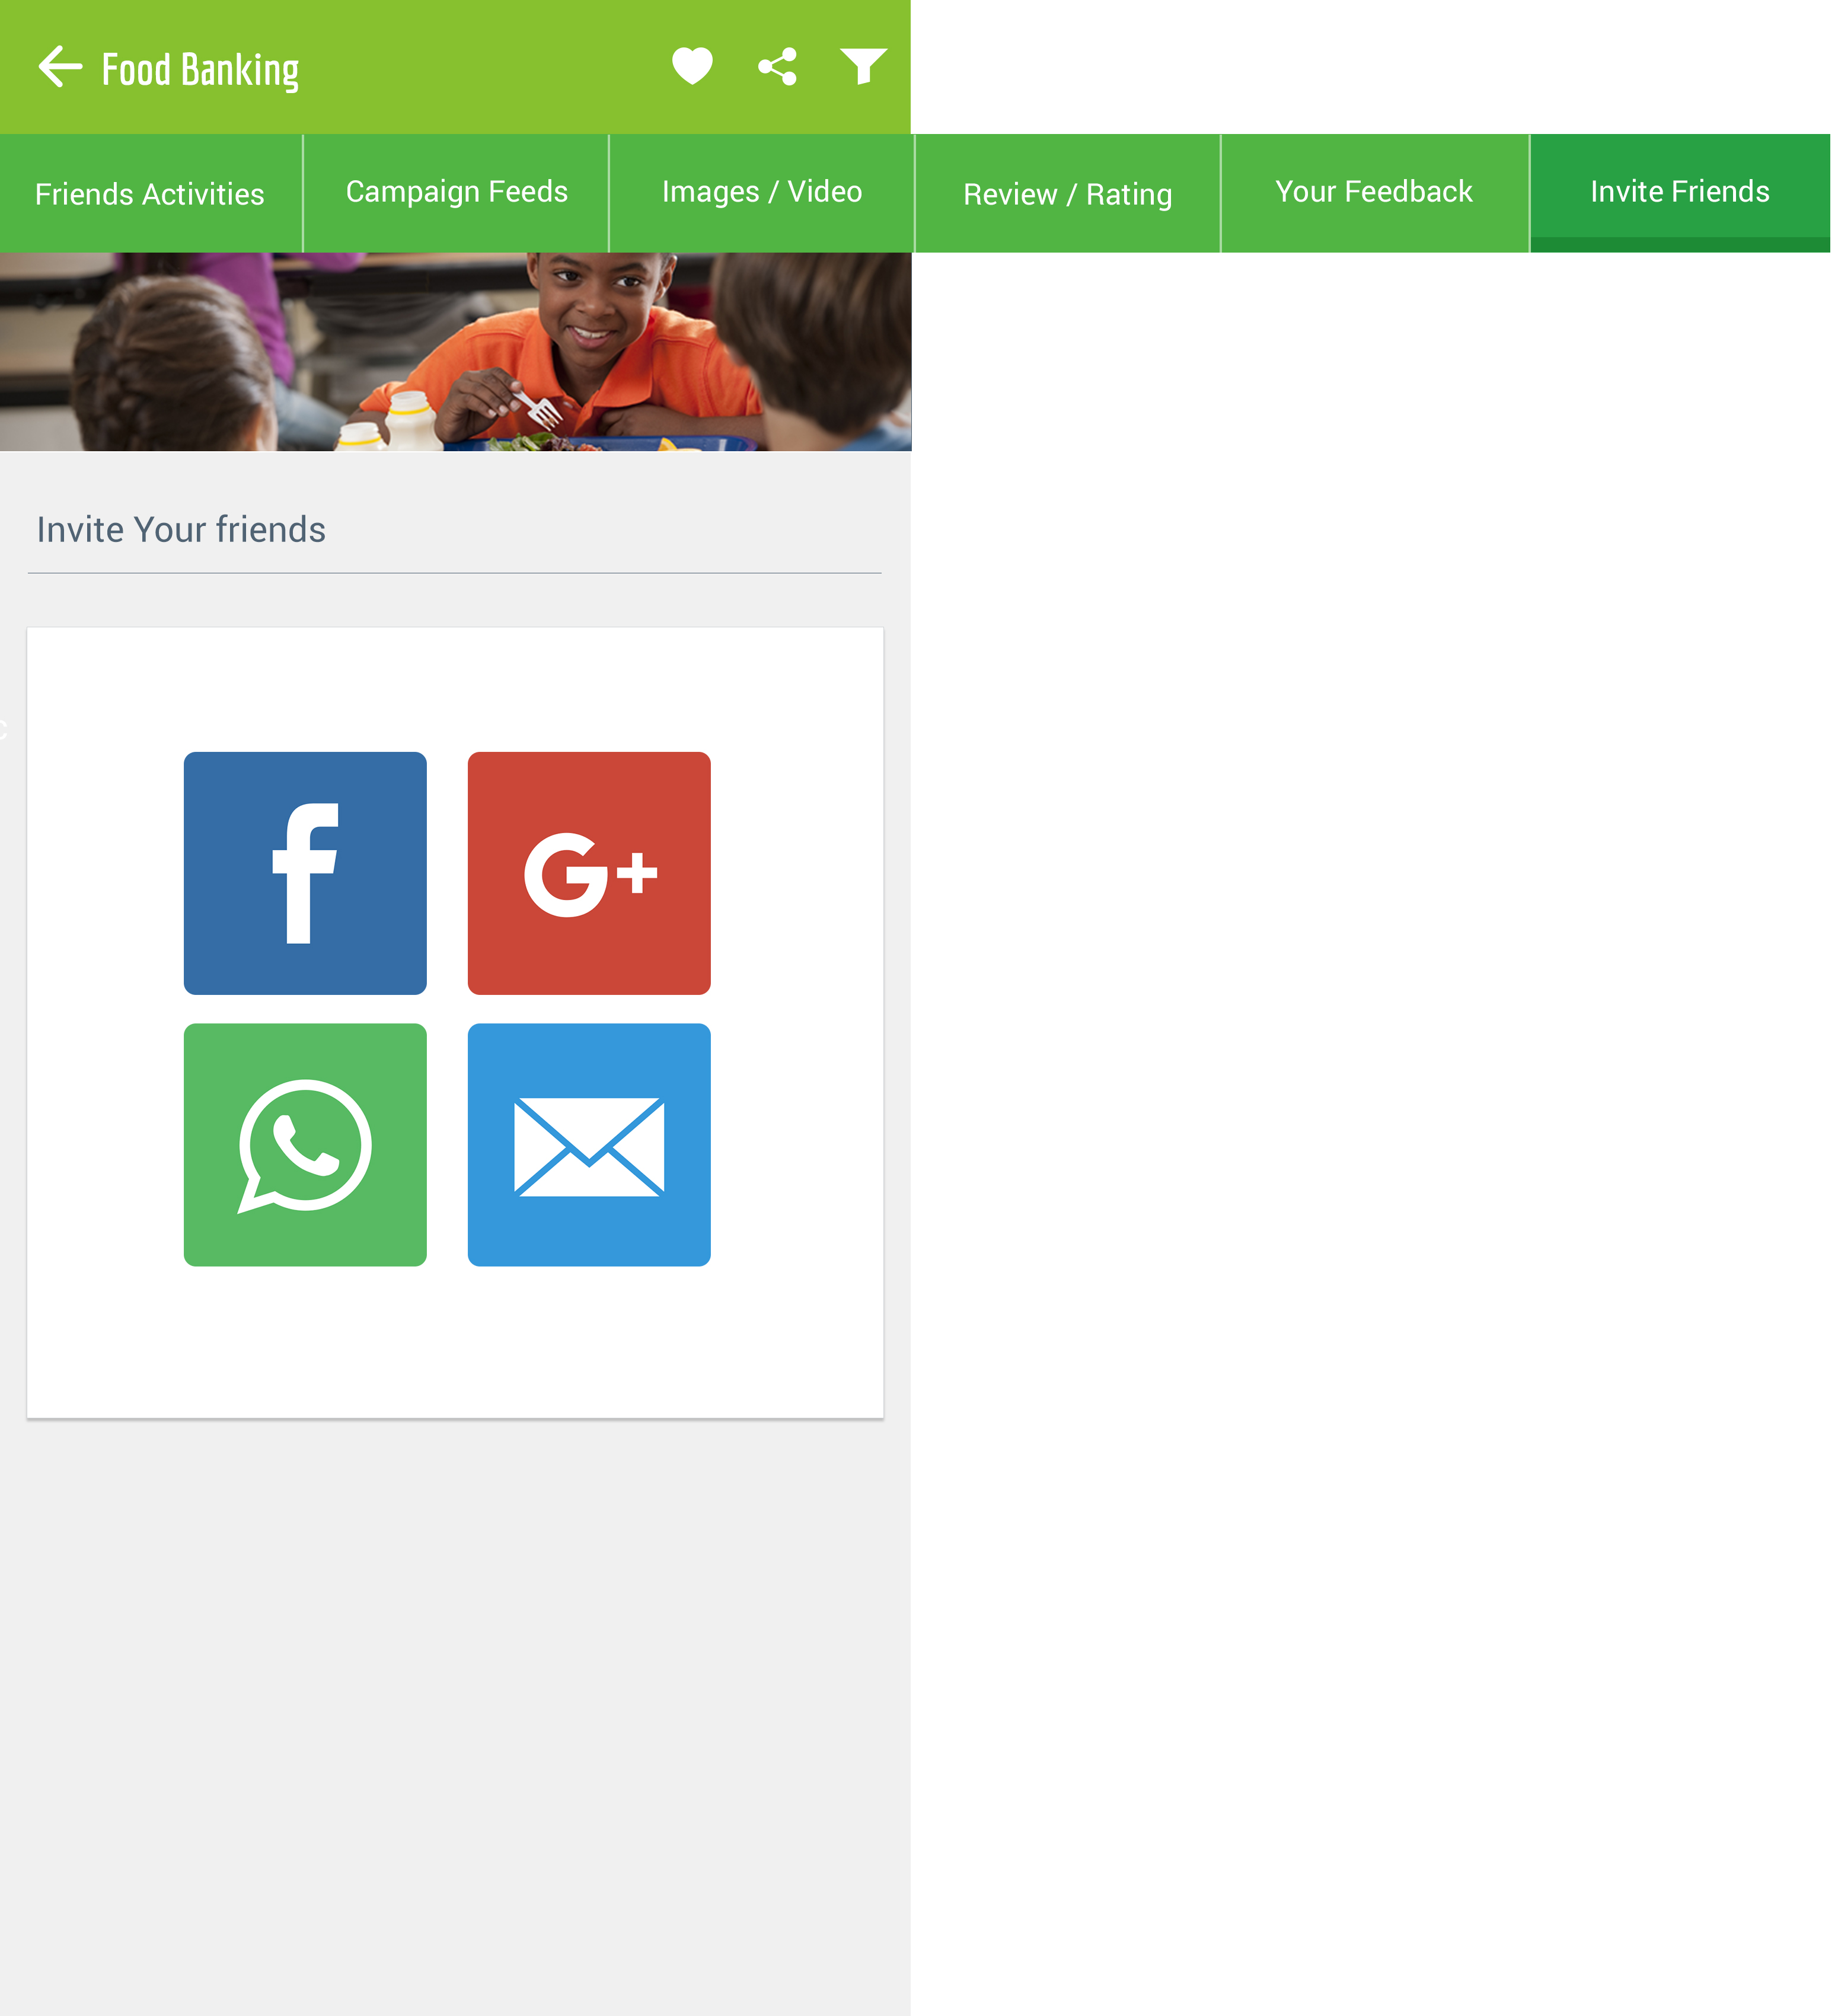 Food Banking
Friends Activities
Campaign Feeds
Images / Video
Review / Rating
Your Feedback
Invite Friends
Invite Your friends
f
G+